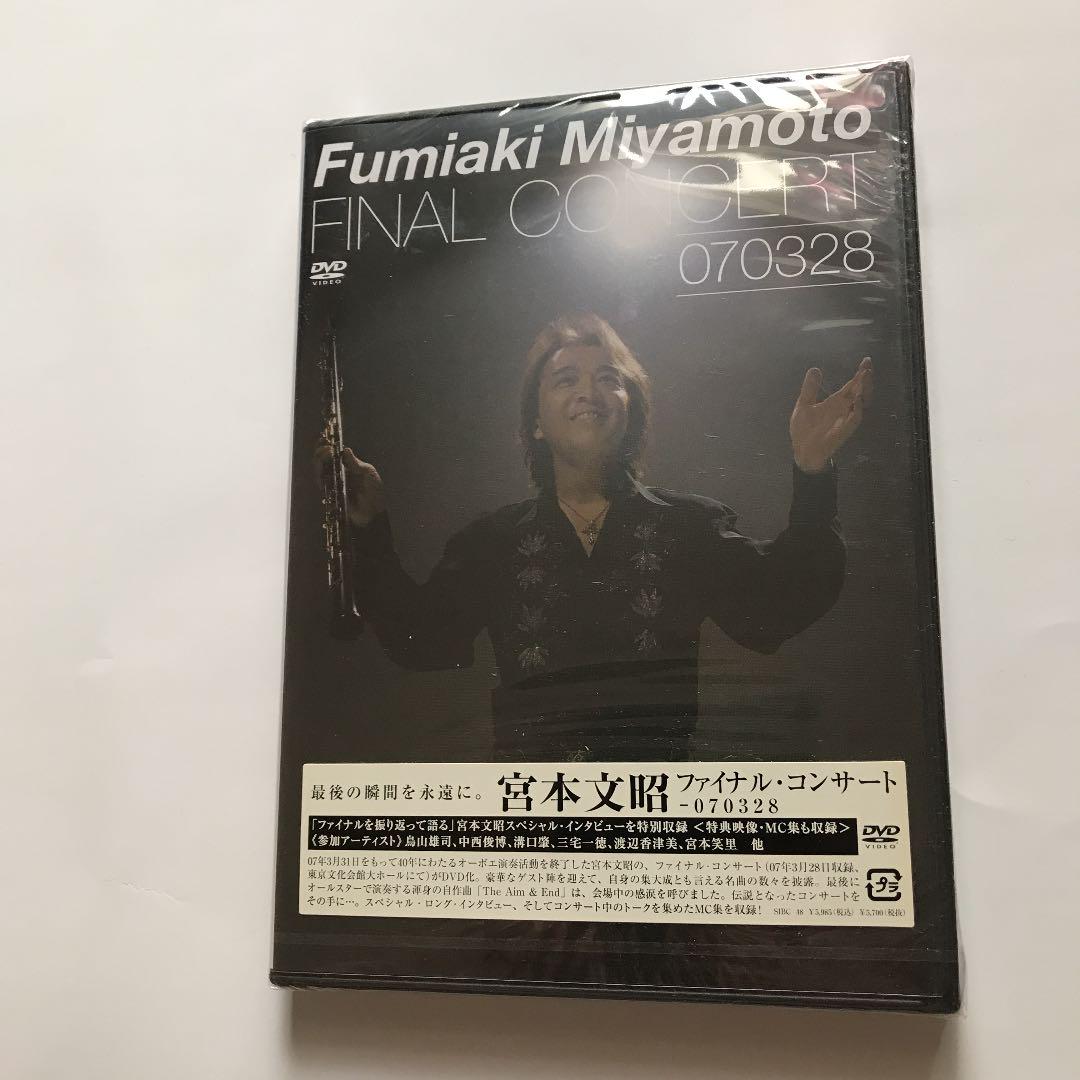 Fumiaki Miyamoto
FINAL CONCERT
070328
DVD
VIDEO
最後の瞬間を永遠に。 宮本文昭 ファイナル・コンサート
-070328
「ファイナルを振り返って語る」宮本文昭スペシャル・インタビューを特別収録 <特典映像・MC集も収録>
《参加アーティスト》鳥山雄司、中西俊博、溝口肇、三宅一徳、渡辺香津美、宮本笑里 他
DVD
VIDEO
07年3月31日をもって40年にわたるオーボエ演奏活動を終了した宮本文昭の、ファイナル・コンサート(07年3月28日収録、
東京文化会館大ホールにて)がDVD化。豪華なゲスト陣を迎えて、自身の集大成とも言える名曲の数々を披露。最後に
オールスターで演奏する渾身の自作曲「The Aim & End」は、会場中の感涙を呼びました。伝説となったコンサートを
その手に…。スペシャル・ロング・インタビュー、そしてコンサート中のトークを集めたMC集を収録! SIBC 48 ¥5,985(税込) ¥5,700(税抜)
プラ